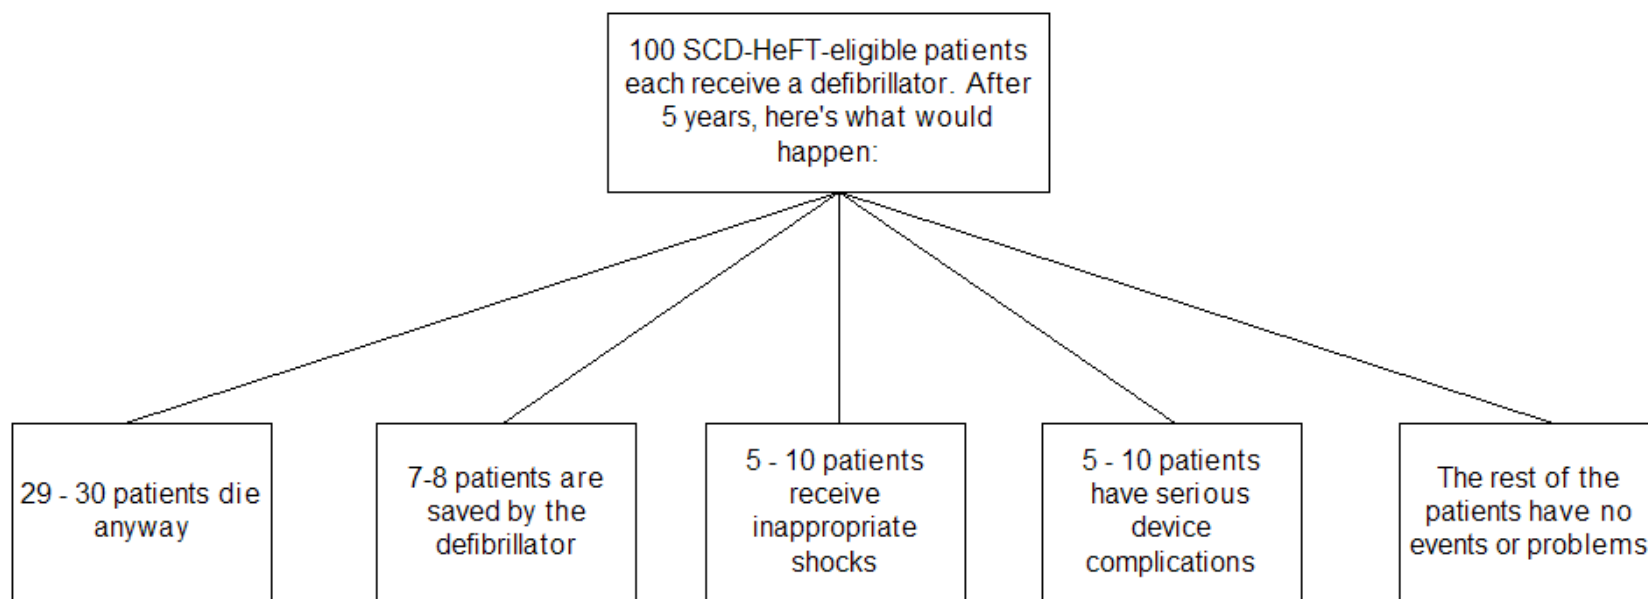 100 SCD-HeFT-eligible patients
each receive a defibrillator. After
5 years, here's what would
happen:
29 - 30 patients die
anyway
7-8 patients are
saved by the
defibrillator
5 - 10 patients
receive
inappropriate
shocks
5 - 10 patients
have serious
device
complications
The rest of the
patients have no
events or problems